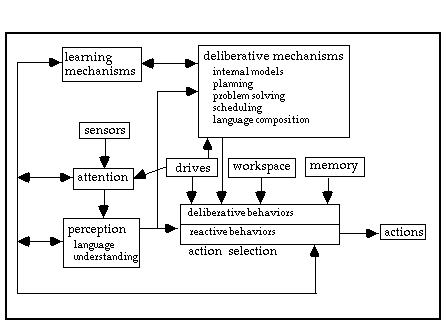 learning
mechanisms
deliberative mechanisms
internal models
planning
problem solving
scheduling
language composition
sensors
drives
workspace
memory
attention
deliberative behaviors
perception
language
understanding
reactive behaviors
actions
action selection